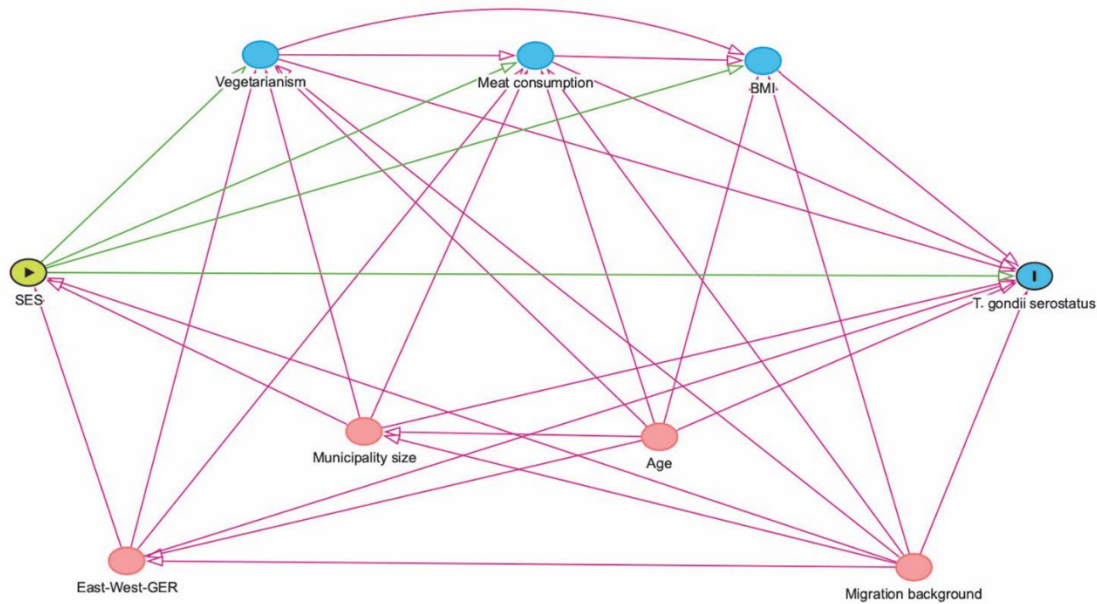 Vegetarianism
Meat consumption
BMI
SES
T. gondii serostatus
Municipality size
Age
East-West-GER
Migration background